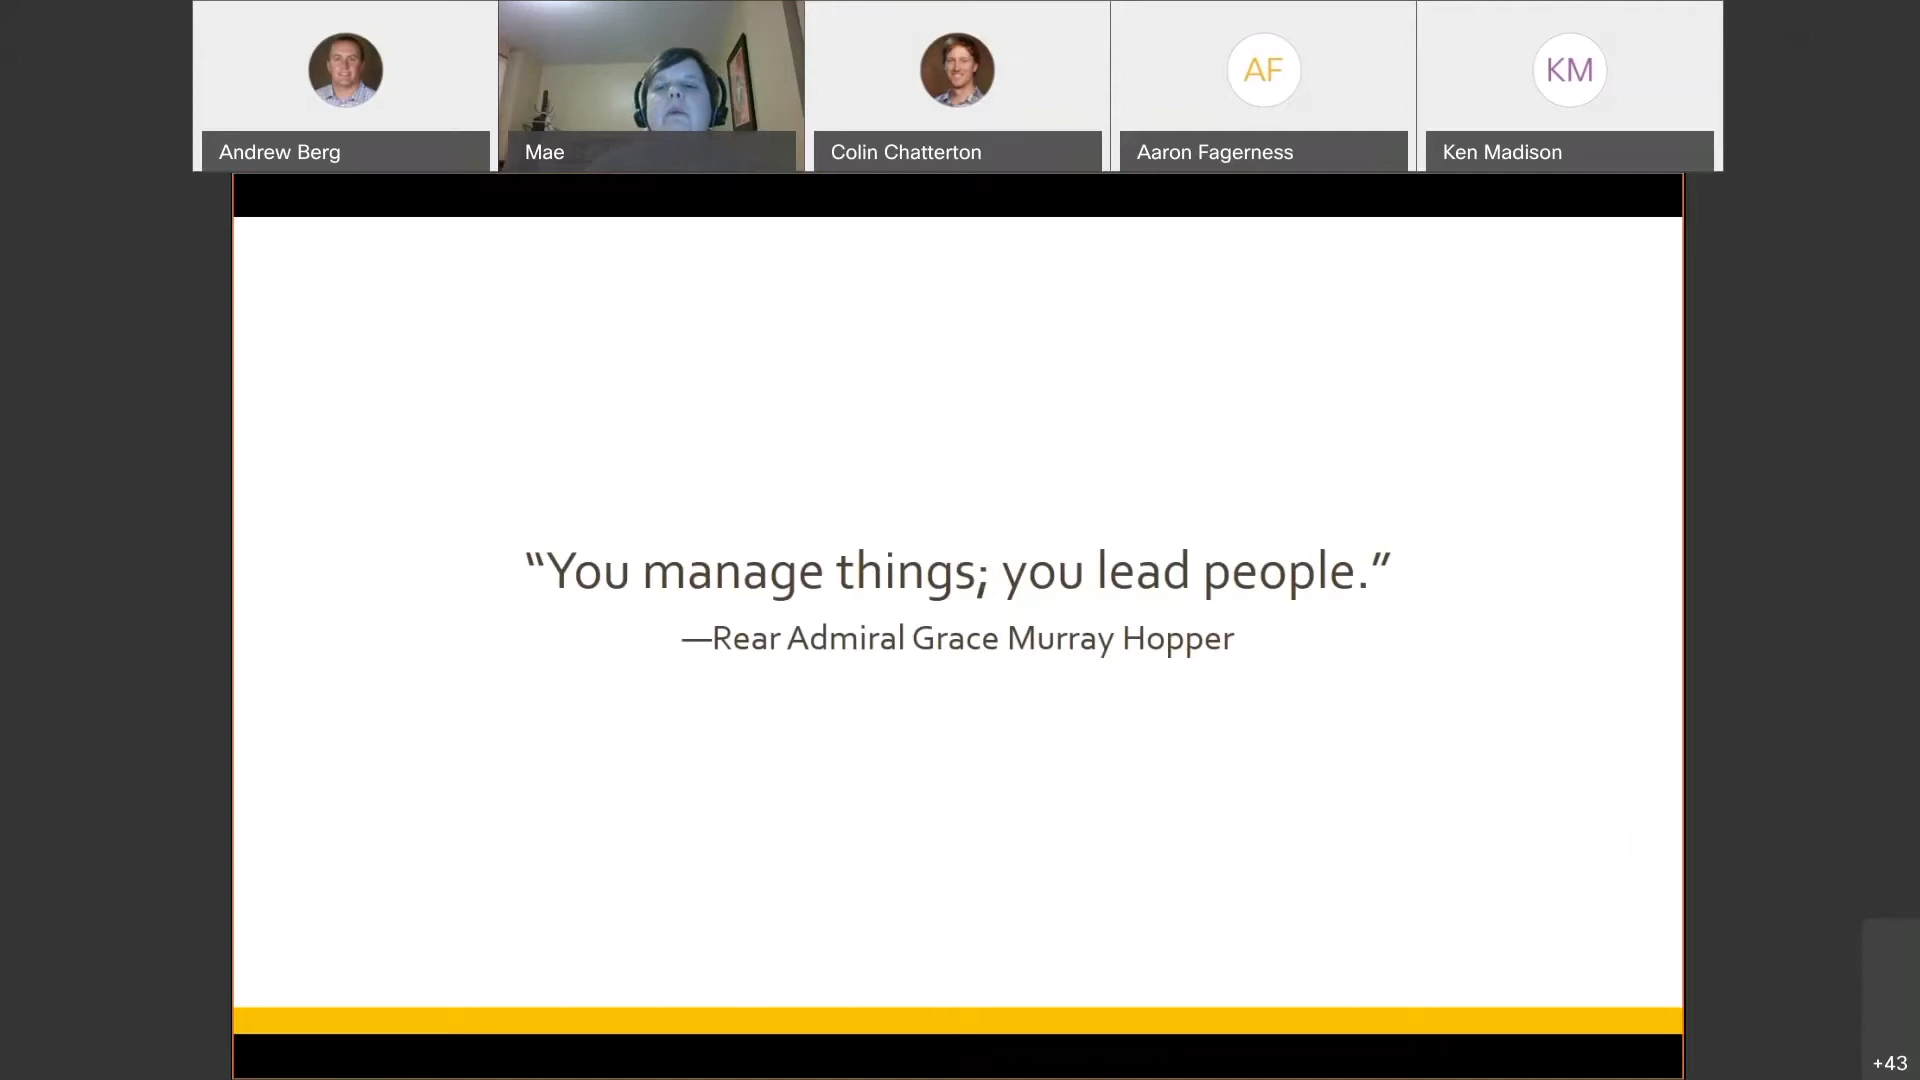 AF
KM
Andrew Berg
Mae
Colin Chatterton
Aaron Fagerness
Ken Madison
“You manage things; you lead people.”
—Rear Admiral Grace Murray Hopper
+43